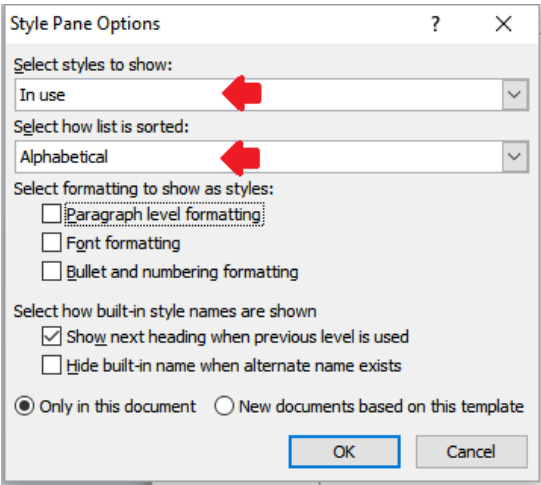 Style Pane Options ? X
Select styles to show:
In use
Select how list is sorted:
Alphabetical
Select formatting to show as styles:
Paragraph level formatting
Font formatting
Bullet and numbering formatting
Select how built-in style names are shown
Show next heading when previous level is used
Hide built-in name when alternate name exists
Only in this document New documents based on this template
OK Cancel